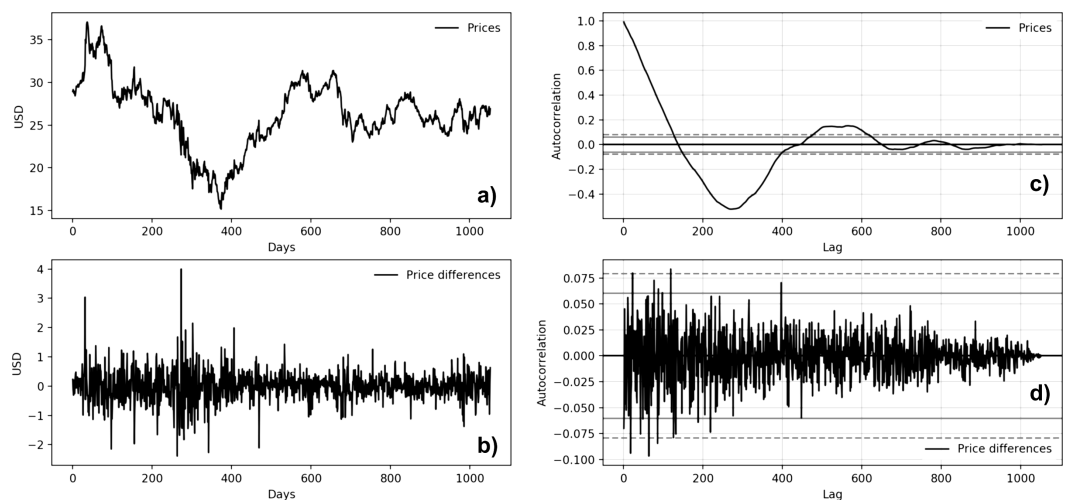 Prices
35
30
25
20
15
USD
a)
0 200 400 600 800 1000
Days
Prices
1.0
0.8
0.6
0.4
0.2
0.0
−0.2
−0.4
Autocorrelation
c)
0 200 400 600 800 1000
Lag
Price differences
4
3
2
1
0
−1
−2
USD
b)
0 200 400 600 800 1000
Days
0.075
0.050
0.025
0.000
−0.025
−0.050
−0.075
−0.100
Autocorrelation
d)
Price differences
0 200 400 600 800 1000
Lag